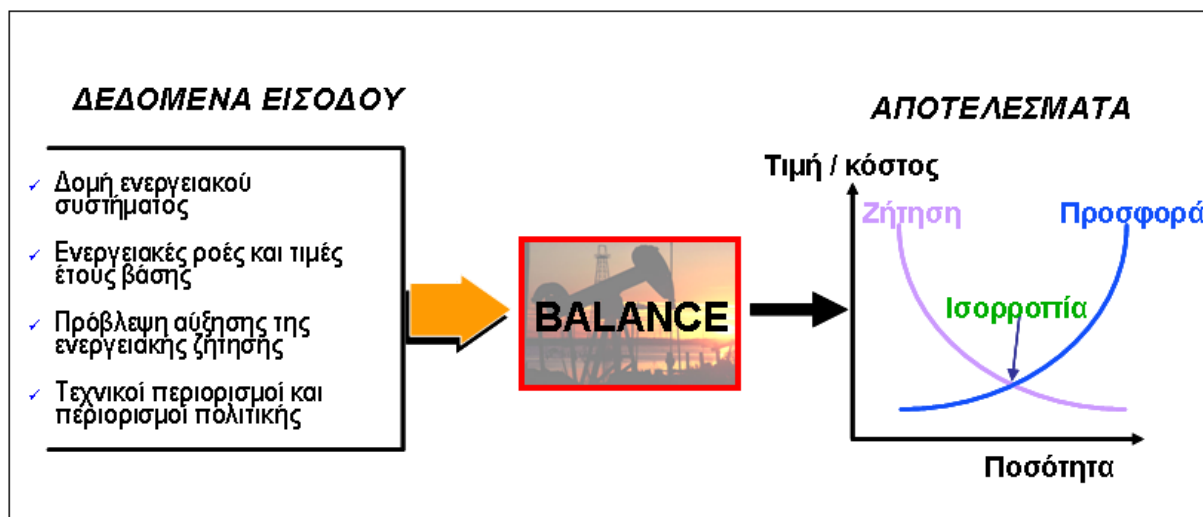 ΔΕΔΟΜΕΝΑ ΕΙΣΟΔΟΥ
Δομή ενεργειακού
συστήματος
Ενεργειακές ροές και τιμές
έτους βάσης
Πρόβλεψη αύξησης της
ενεργειακής ζήτησης
Τεχνικοί περιορισμοί και
περιορισμοί πολιτικής
BALANCE
ΑΠΟΤΕΛΕΣΜΑΤΑ
Τιμή / κόστος
Ζήτηση
Προσφορά
Ισορροπία
Ποσότητα